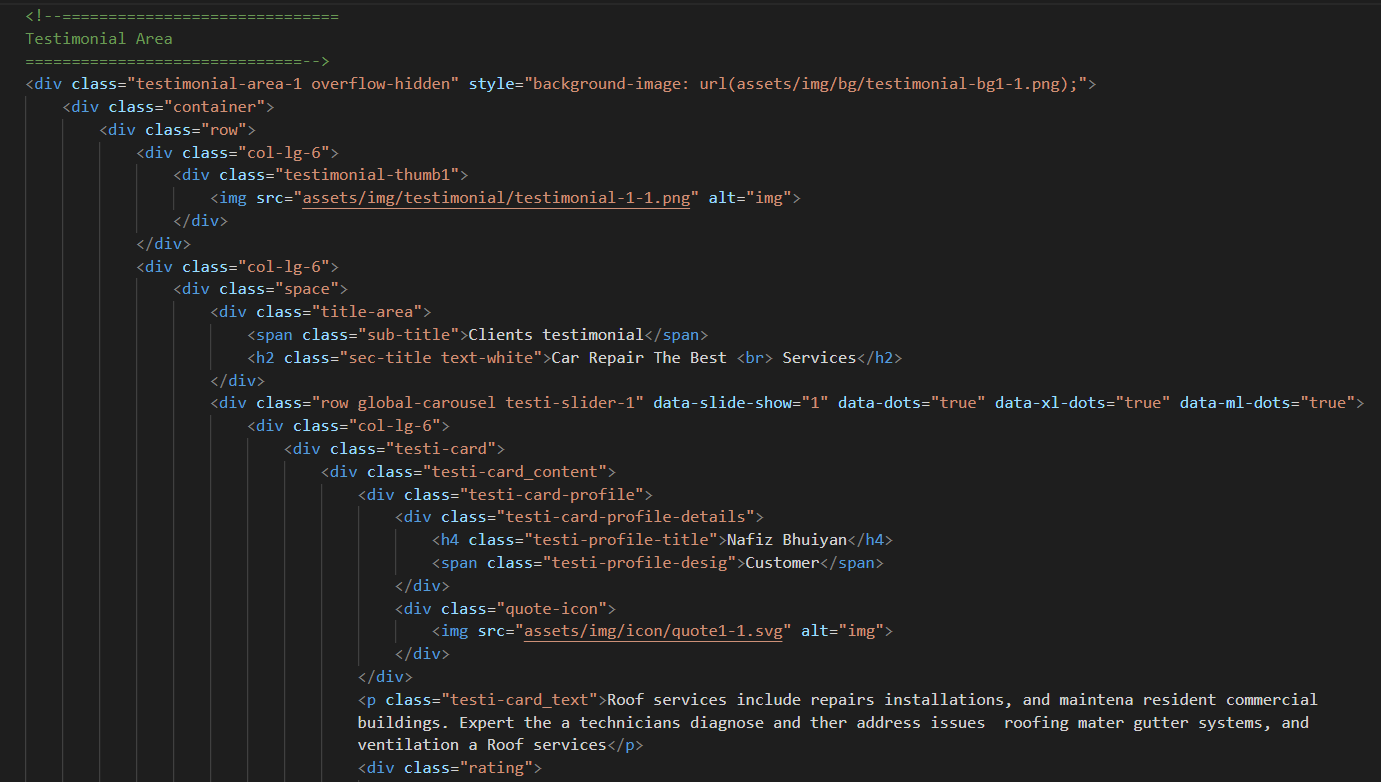 <!--==============================
Testimonial Area
==============================-->
<div class="testimonial-area-1 overflow-hidden" style="background-image: url(assets/img/bg/testimonial-bg1-1.png);">
<div class="container">
<div class="row">
<div class="col-lg-6">
<div class="testimonial-thumb1">
<img src="assets/img/testimonial/testimonial-1-1.png" alt="img">
</div>
</div>
<div class="col-lg-6">
<div class="space">
<div class="title-area">
<span class="sub-title">Clients testimonial</span>
<h2 class="sec-title text-white">Car Repair The Best <br> Services</h2>
</div>
<div class="row global-carousel testi-slider-1" data-slide-show="1" data-dots="true" data-xl-dots="true" data-ml-dots="true">
<div class="col-lg-6">
<div class="testi-card">
<div class="testi-card_content">
<div class="testi-card-profile">
<div class="testi-card-profile-details">
<h4 class="testi-profile-title">Nafiz Bhuiyan</h4>
<span class="testi-profile-desig">Customer</span>
</div>
<div class="quote-icon">
<img src="assets/img/icon/quote1-1.svg" alt="img">
</div>
</div>
<p class="testi-card_text">Roof services include repairs installations, and maintena resident commercial
buildings. Expert the a technicians diagnose and ther address issues  roofing mater gutter systems, and
ventilation a Roof services</p>
<div class="rating">